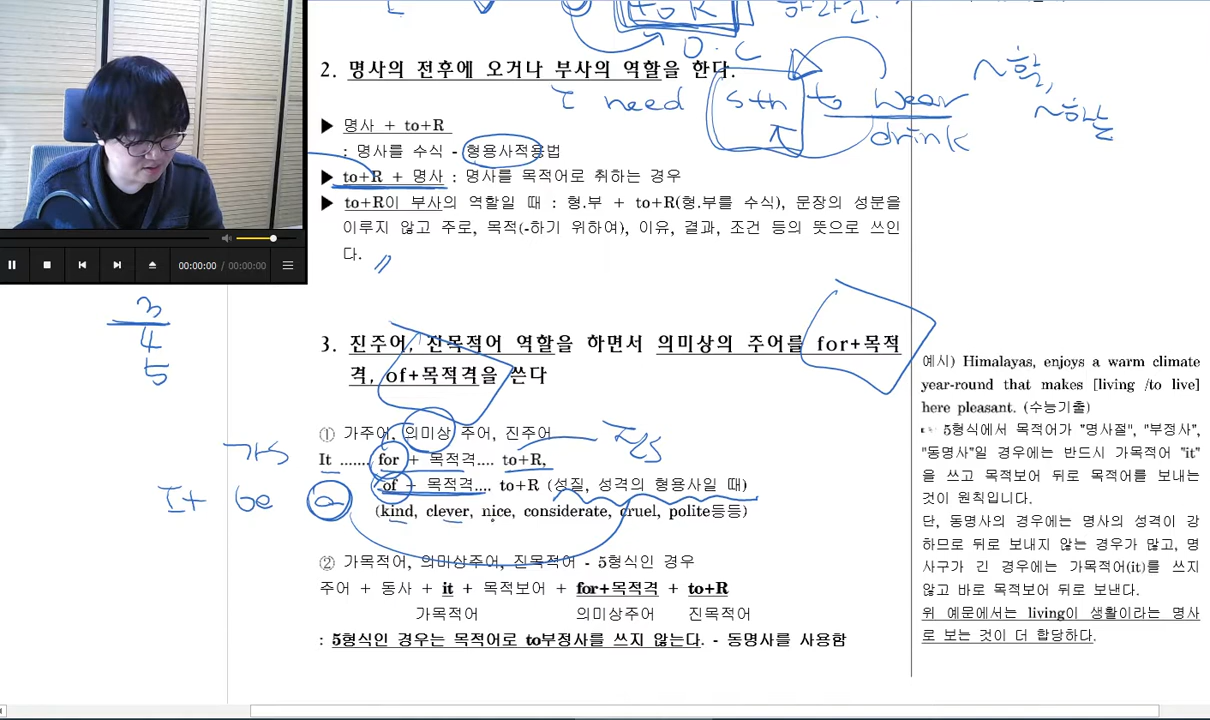 to R
하라고.
O.C
2. 명사의 전후에 오거나 부사의 역할을 한다.
I need sth to wear
drink
~할,
~하는
▶ 명사 + to+R
: 명사를 수식 - 형용사적용법
▶ to+R + 명사 : 명사를 목적어로 취하는 경우
▶ to+R이 부사의 역할일 때 : 형.부 + to+R(형.부를 수식), 문장의 성분을
이루지 않고 주로, 목적(-하기 위하여), 이유, 결과, 조건 등의 뜻으로 쓰인
다.
00:00:00 / 00:00:00
3
4
5
3. 진주어, 진목적어 역할을 하면서 의미상의 주어를 for+목적
격, of+목적격을 쓴다
① 가주어, 의미상 주어, 진주어
가주
진주
It ....... for + 목적격.... to+R,
of + 목적격.... to+R (성질, 성격의 형용사일 때)
It be a
(kind, clever, nice, considerate, cruel, polite등등)
② 가목적어, 의미상주어, 진목적어 - 5형식인 경우
주어 + 동사 + it + 목적보어 + for+목적격 + to+R
가목적어 의미상주어 진목적어
: 5형식인 경우는 목적어로 to부정사를 쓰지 않는다. - 동명사를 사용함
예시) Himalayas, enjoys a warm climate
year-round that makes [living /to live]
here pleasant. (수능기출)
☞ 5형식에서 목적어가 "명사절", "부정사",
"동명사"일 경우에는 반드시 가목적어 "it"
을 쓰고 목적보어 뒤로 목적어를 보내는
것이 원칙입니다.
단, 동명사의 경우에는 명사의 성격이 강
하므로 뒤로 보내지 않는 경우가 많고, 명
사구가 긴 경우에는 가목적어(it)를 쓰지
않고 바로 목적보어 뒤로 보낸다.
위 예문에서는 living이 생활이라는 명사
로 보는 것이 더 합당하다.